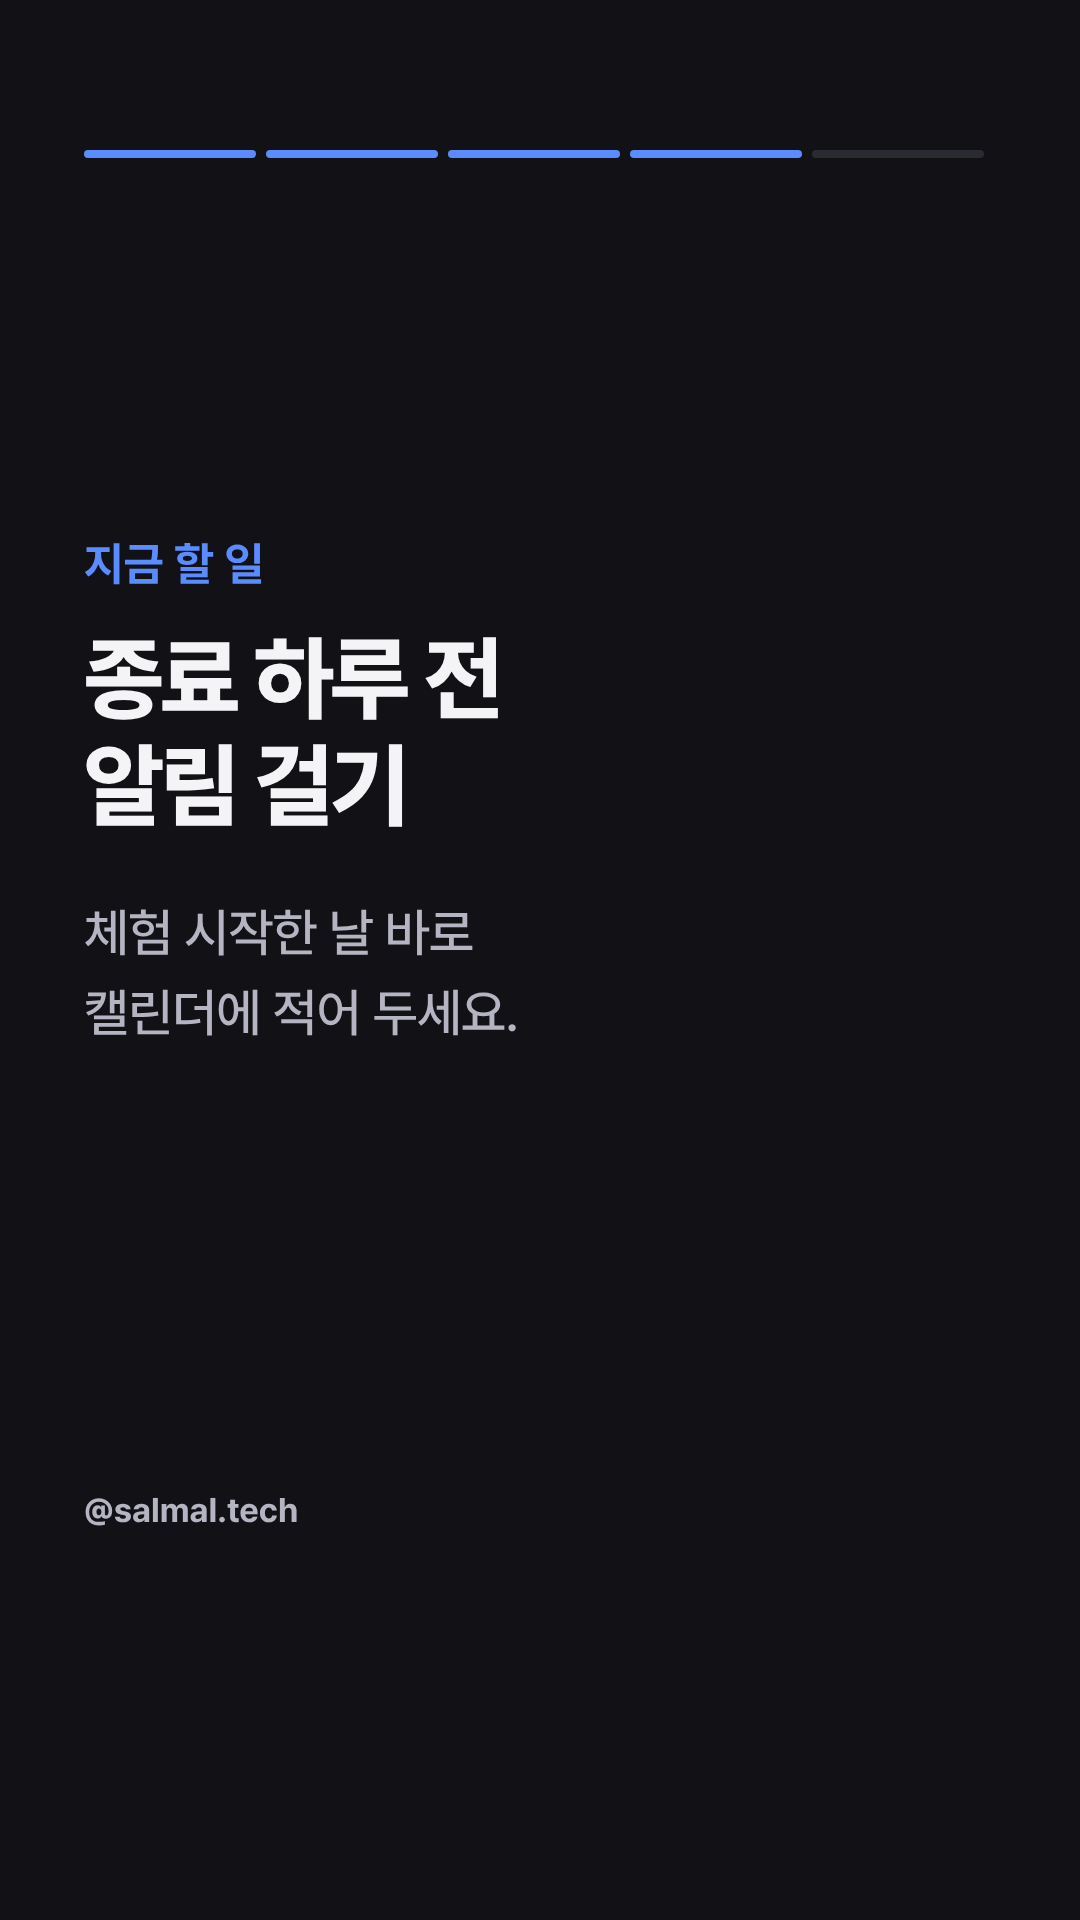 지금 할 일
종료 하루 전
알림 걸기
체험 시작한 날 바로
캘린더에 적어 두세요.
@salmal.tech